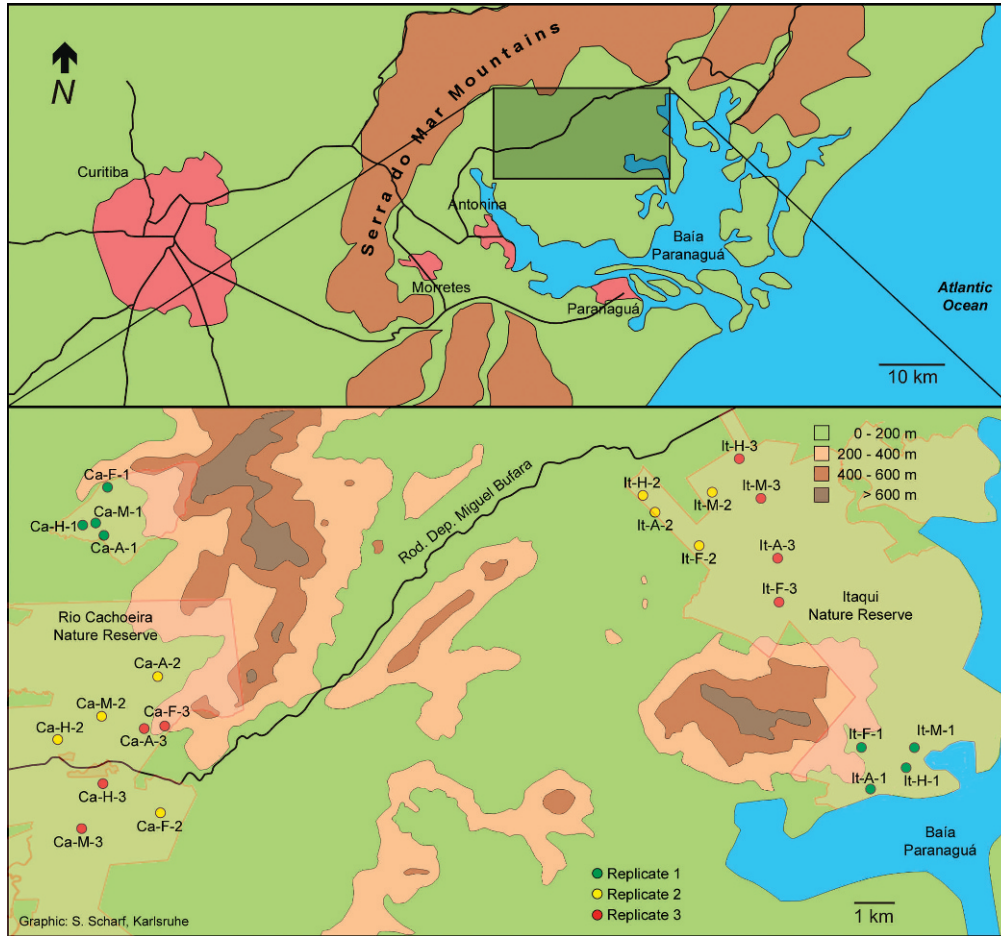 N
Serra do Mar Mountains
Curitiba
Antonina
Morretes
Baía
Paranaguá
Paranaguá
Atlantic
Ocean
10 km
Ca-F-1
Ca-M-1
Ca-H-1
Ca-A-1
Rio Cachoeira
Nature Reserve
Ca-A-2
Ca-M-2
Ca-F-3
Ca-H-2
Ca-A-3
Ca-H-3
Ca-F-2
Ca-M-3
Rod. Dep. Miguel Bufara
It-H-3
It-H-2
It-M-2
It-M-3
It-A-2
It-F-2
It-A-3
It-F-3
Itaqui
Nature Reserve
It-F-1
It-M-1
It-A-1
It-H-1
Baía
Paranaguá
0 - 200 m
200 - 400 m
400 - 600 m
> 600 m
Replicate 1
Replicate 2
Replicate 3
1 km
Graphic: S. Scharf, Karlsruhe